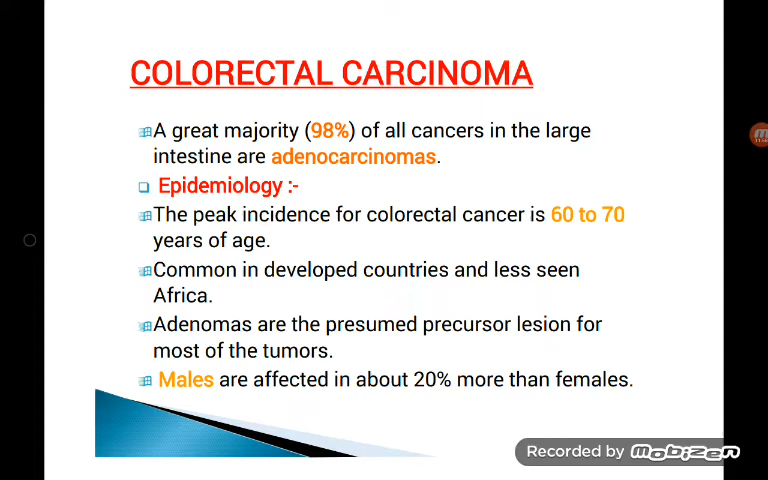 COLORECTAL CARCINOMA
A great majority (98%) of all cancers in the large
intestine are adenocarcinomas.
Epidemiology :-
The peak incidence for colorectal cancer is 60 to 70
years of age.
Common in developed countries and less seen
Africa.
Adenomas are the presumed precursor lesion for
most of the tumors.
Males are affected in about 20% more than females.
Recorded by mobizen